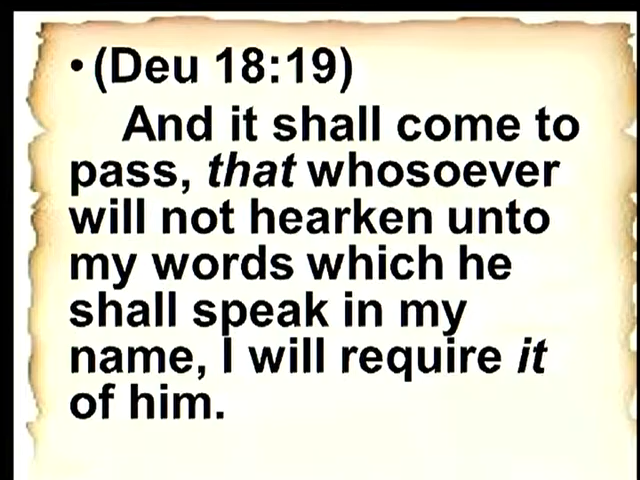 • (Deu 18:19)
And it shall come to
pass, that whosoever
will not hearken unto
my words which he
shall speak in my
name, I will require it
of him.